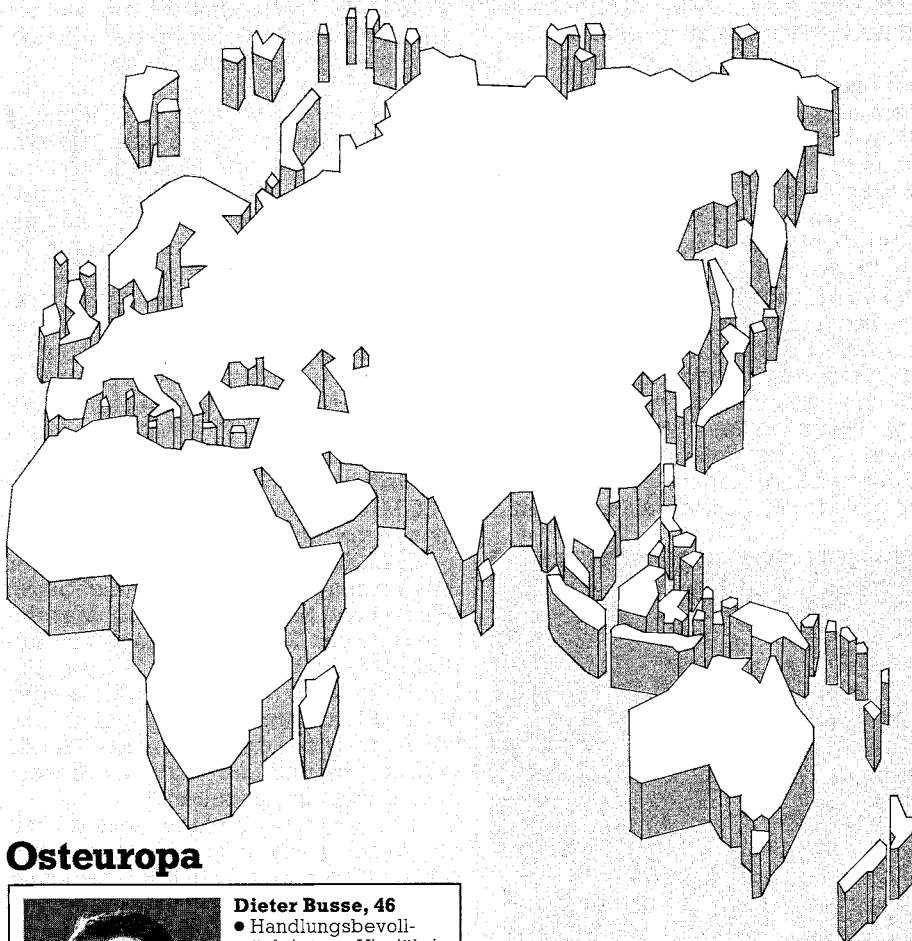 Osteuropa
Dieter Busse, 46
● Handlungsbevoll-